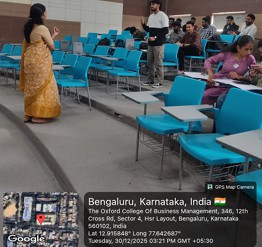 GPS Map Camera
Bengaluru, Karnataka, India 🇮🇳
The Oxford College Of Business Management, 346, 12th
Cross Rd, Sector 4, Hsr Layout, Bengaluru, Karnataka
560102, India
Lat 12.915848° Long 77.642687°
Tuesday, 30/12/2025 03:21 PM GMT +05:30
Google